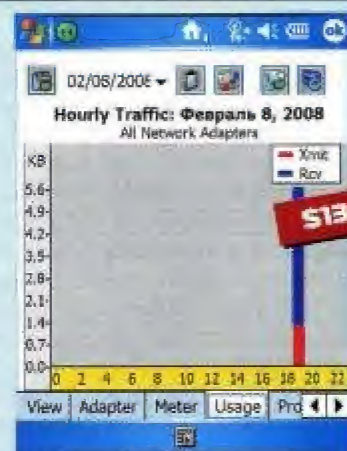 ok
02/08/2008
Hourly Traffic: Февраль 8, 2008
All Network Adapters
KB
Xmit
Rcv
5.6
4.9
$13
4.2
3.5
2.8
2.1
1.4
0.7
0.0
0 2 4 6 8 10 12 14 16 18 20 22
View Adapter Meter Usage Pro